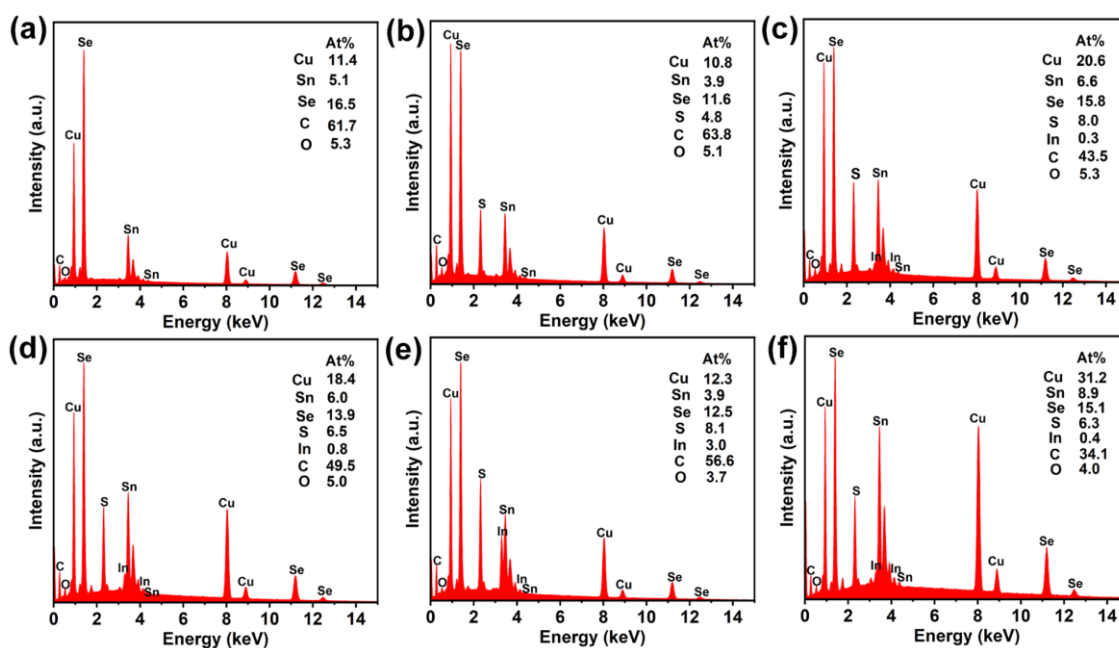 (a)
At%
Cu 11.4
Sn 5.1
Se 16.5
C 61.7
O 5.3
Se
Cu
Sn
Cu
C
O
Sn
Cu
Se
Se
0 2 4 6 8 10 12 14
Energy (keV)
Intensity (a.u.)
(b)
At%
Cu 10.8
Sn 3.9
Se 11.6
S 4.8
C 63.8
O 5.1
Cu
Se
S
Sn
Cu
C
O
Sn
Cu
Se
Se
0 2 4 6 8 10 12 14
Energy (keV)
Intensity (a.u.)
(c)
At%
Cu 20.6
Sn 6.6
Se 15.8
S 8.0
In 0.3
C 43.5
O 5.3
Se
Cu
S
Sn
Cu
C
O
In
In
Sn
Cu
Se
Se
0 2 4 6 8 10 12 14
Energy (keV)
Intensity (a.u.)
(d)
At%
Cu 18.4
Sn 6.0
Se 13.9
S 6.5
In 0.8
C 49.5
O 5.0
Se
Cu
S
Sn
Cu
C
O
In
In
Sn
Cu
Se
Se
0 2 4 6 8 10 12 14
Energy (keV)
Intensity (a.u.)
(e)
At%
Cu 12.3
Sn 3.9
Se 12.5
S 8.1
In 3.0
C 56.6
O 3.7
Se
Cu
S
Sn
In
Cu
C
O
In
Sn
Cu
Se
Se
0 2 4 6 8 10 12 14
Energy (keV)
Intensity (a.u.)
(f)
At%
Cu 31.2
Sn 8.9
Se 15.1
S 6.3
In 0.4
C 34.1
O 4.0
Se
Cu
Sn
Cu
S
C
O
In
In
Sn
Cu
Se
Se
0 2 4 6 8 10 12 14
Energy (keV)
Intensity (a.u.)